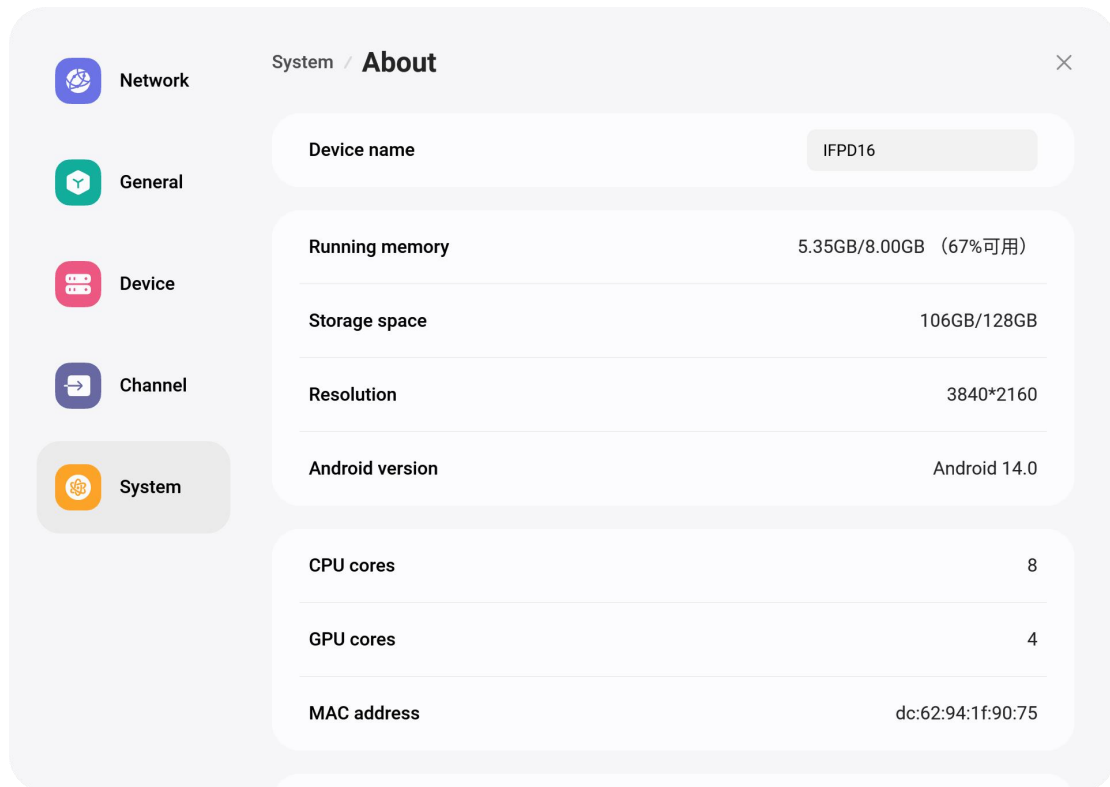 System / About
Network
General
Device
Channel
System
Device name IFPD16
Running memory 5.35GB/8.00GB （67%可用）
Storage space 106GB/128GB
Resolution 3840*2160
Android version Android 14.0
CPU cores 8
GPU cores 4
MAC address dc:62:94:1f:90:75